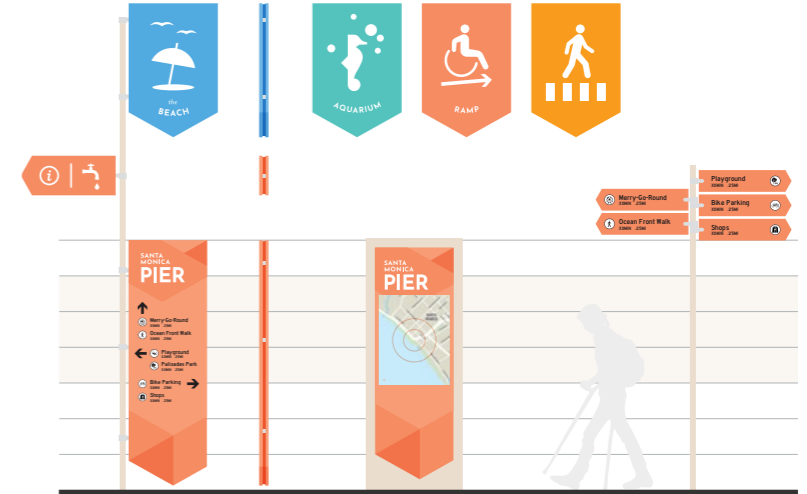 the
BEACH
AQUARIUM
RAMP
Playground
Merry-Go-Round
Bike Parking
Ocean Front Walk
Shops
SANTA
MONICA
PIER
Merry-Go-Round
Ocean Front Walk
Playground
Palisades Park
Bike Parking
Shops
SANTA
MONICA
PIER